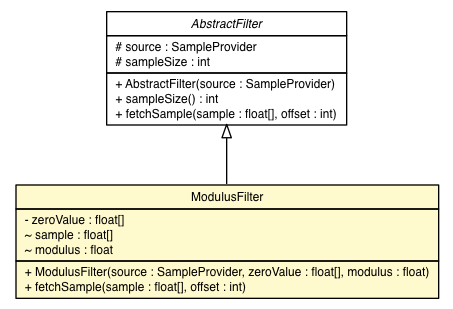 AbstractFilter
# source : SampleProvider
# sampleSize : int
+ AbstractFilter(source : SampleProvider)
+ sampleSize() : int
+ fetchSample(sample : float[], offset : int)
ModulusFilter
- zeroValue : float[]
~ sample : float[]
~ modulus : float
+ ModulusFilter(source : SampleProvider, zeroValue : float[], modulus : float)
+ fetchSample(sample : float[], offset : int)